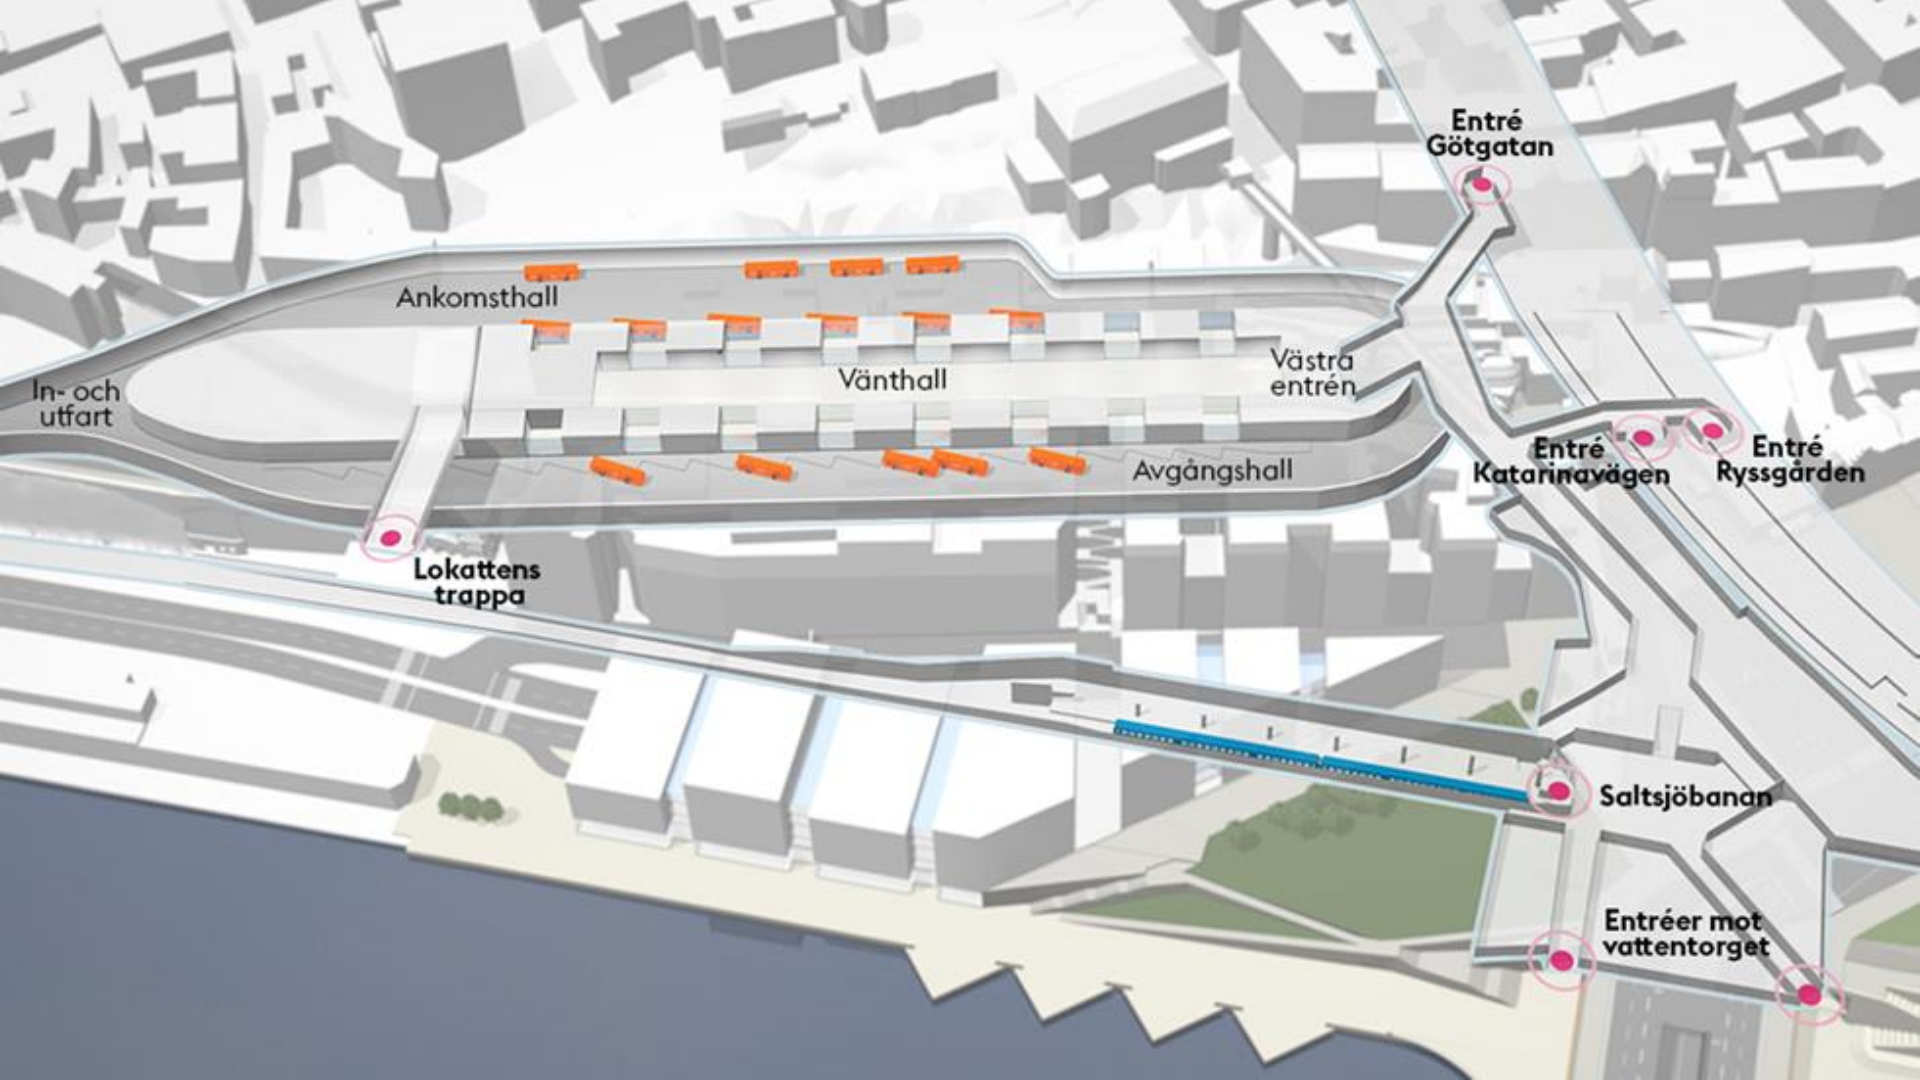 Entré
Götgatan
Ankomsthall
Vänthall
Västra
entrén
In- och
utfart
Avgångshall
Entré
Katarinavägen
Entré
Ryssgården
Lokattens
trappa
Saltsjöbanan
Entréer mot
vattentorget